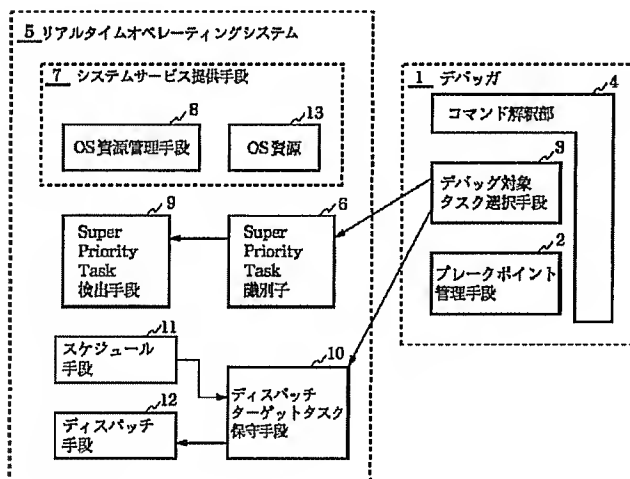 5 リアルタイムオペレーティングシステム
7 システムサービス提供手段
8
OS資源管理手段
13
OS資源
9
Super
Priority
Task
検出手段
6
Super
Priority
Task
識別子
11
スケジュール
手段
12
ディスパッチ
手段
10
ディスパッチ
ターゲットタスク
保守手段
1 デバッガ
4
コマンド解釈部
3
デバッグ対象
タスク選択手段
2
ブレークポイント
管理手段